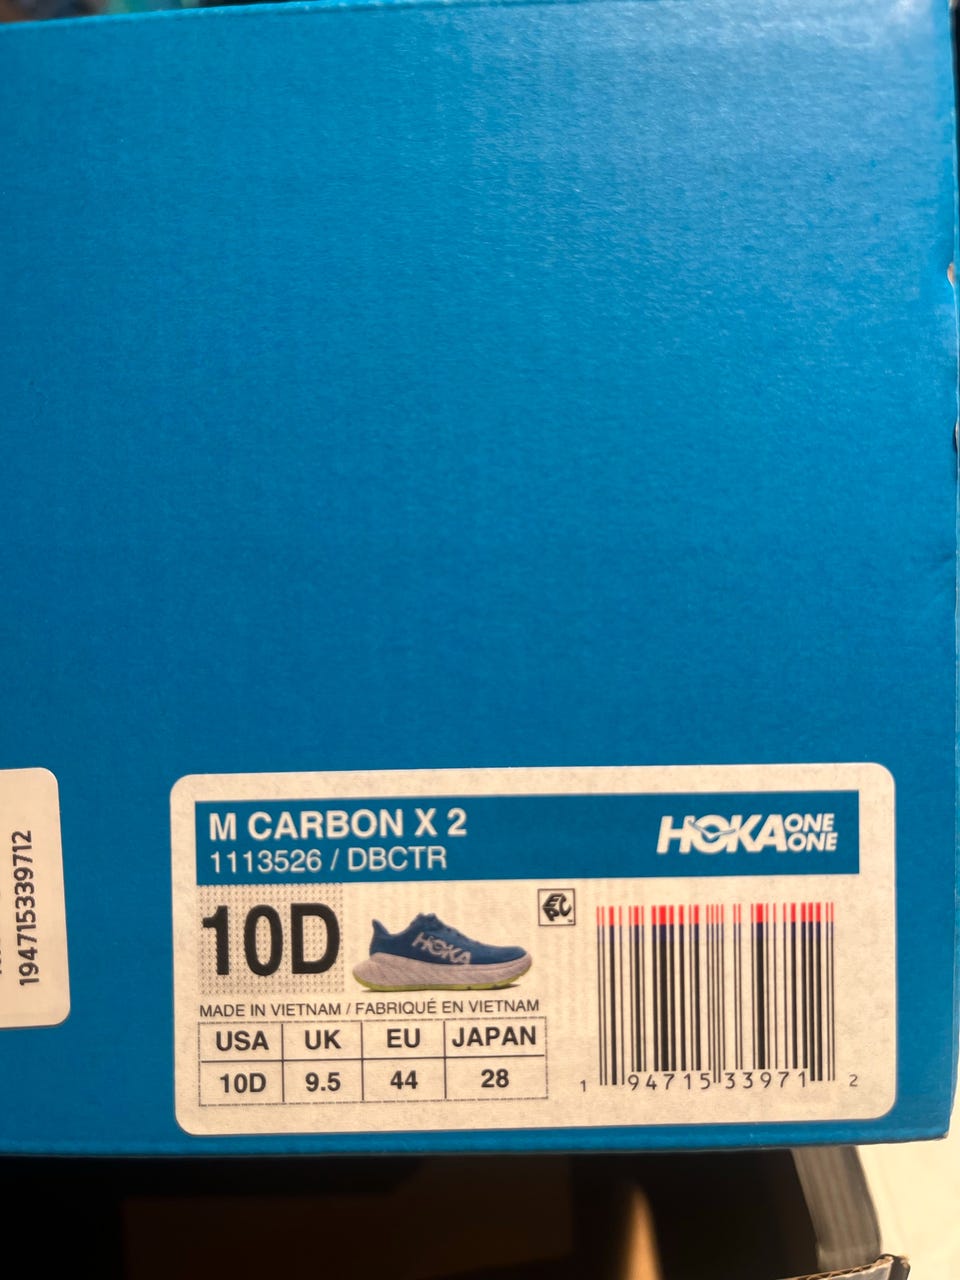 M CARBON X 2
1113526 / DBCTR
HOKA ONE ONE
10D
HOKA
EPC
MADE IN VIETNAM / FABRIQUÉ EN VIETNAM
USA UK EU JAPAN
10D 9.5 44 28
1 94715 33971 2
194715339712